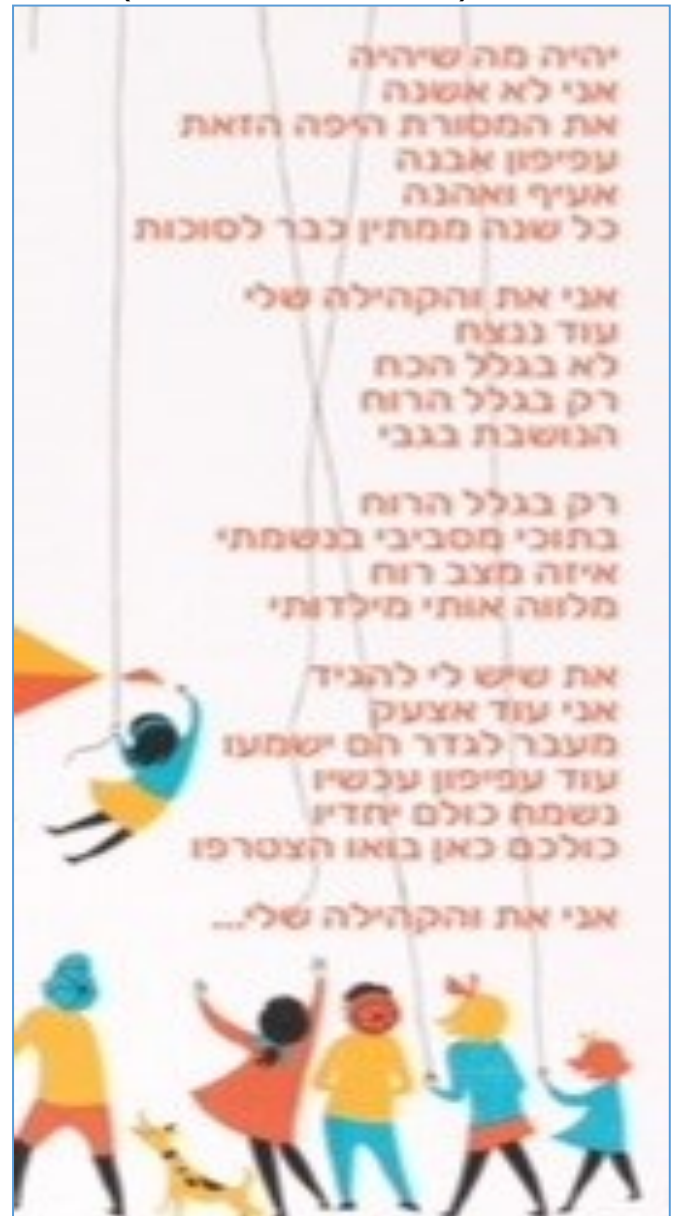 יהיה מה שיהיה
אני לא אשנה
את המסורת היפה הזאת
עפיפון אבנה
אעיף ואהנה
כל שנה ממתין כבר לסוכות
אני את והקהילה שלי
עוד ננצח
לא בגלל הכח
רק בגלל הרוח
הנושבת בגבי
רק בגלל הרוח
בתוכי מסביבי בנשמתי
איזה מצב רוח
מלווה אותי מילדותי
את שיש לי להגיד
אני עוד אצעק
מעבר לגדר הם ישמעו
עוד עפיפון עכשיו
נשמח כולם יחדיו
כולכם כאן בואו הצטרפו
אני את והקהילה שלי...